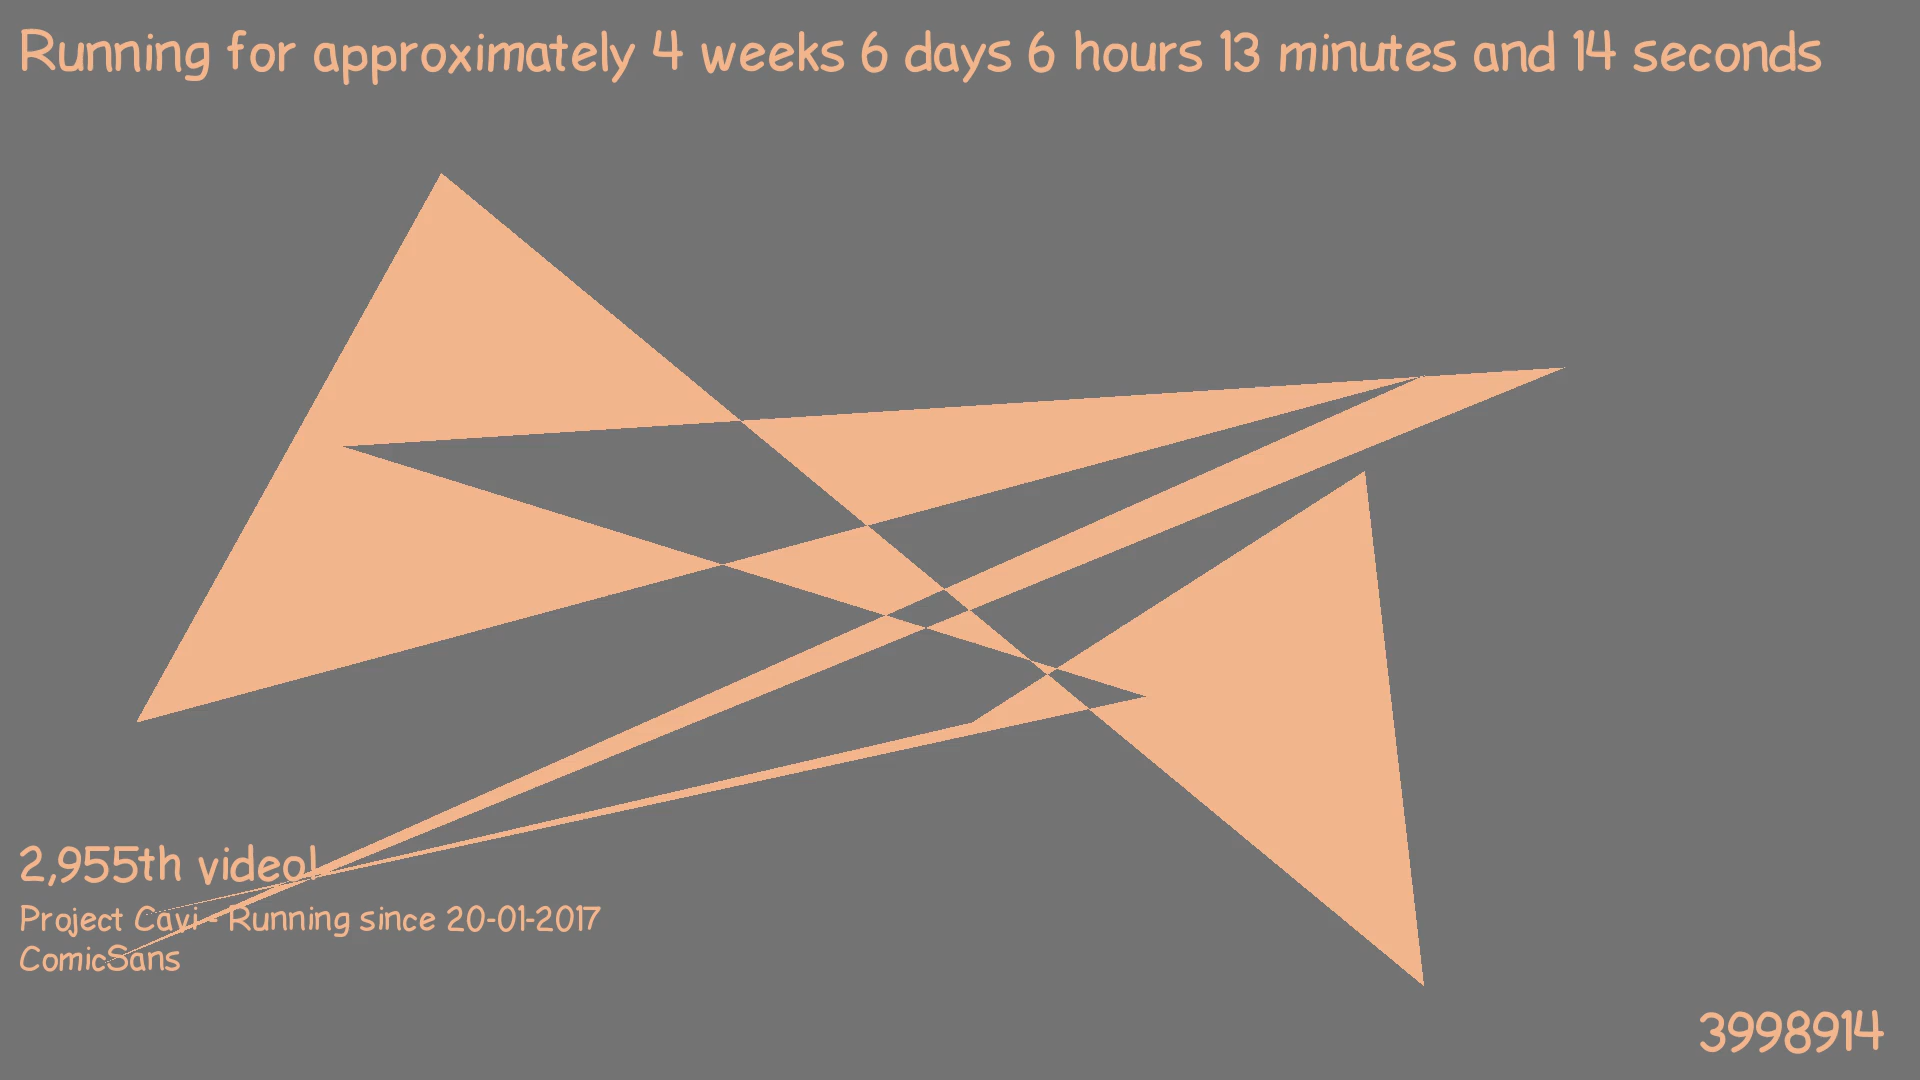 Running for approximately 4 weeks 6 days 6 hours 13 minutes and 14 seconds
2,955th video!
Project Cavi - Running since 20-01-2017
ComicSans
3998914